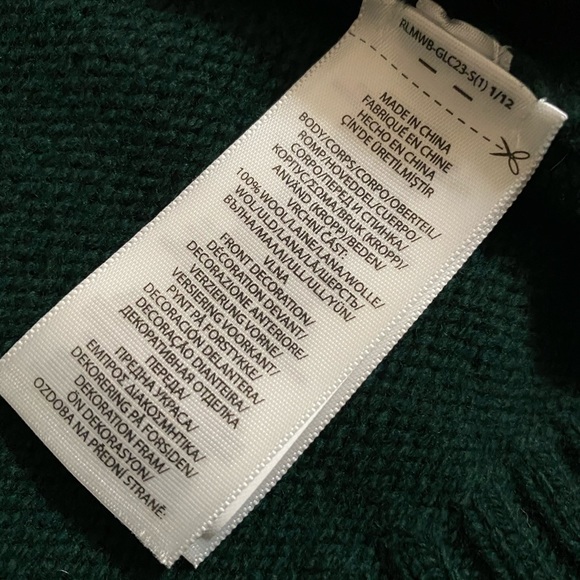 RLMWB-GLC23-S(1) 1/12
MADE IN CHINA
FABRIQUÉ EN CHINE
HECHO EN CHINA
ÇİN'DE ÜRETİLMİŞTİR
BODY/CORPS/CORPO/OBERTEIL/
ROMP/HOVEDDEL/CUERPO/
CORPO/ПЕРЕД И СПИНКА/
КОРПУС/ΣΩΜΑ/BRUK (KROPP)/
ANVÄND (KROPP)/BEDEN/
VRCHNÍ ČÁST:
100% WOOL/LAINE/LANA/WOLLE/
WOL/ULD/LANA/LÃ/ШЕРСТЬ/
ВЪЛНА/ΜΑΛΛΙ/ULL/ULL/YÜN/
VLNA
FRONT DECORATION/
DÉCORATION DEVANT/
DECORAZIONE ANTERIORE/
VERZIERUNG VORNE/
VERSIERING VOORKANT/
PYNT PÅ FORSTYKKE/
DECORACIÓN DELANTERA/
DECORAÇÃO DIANTEIRA/
ДЕКОРАТИВНАЯ ОТДЕЛКА
ПЕРЕДА/
ПРЕДНА УКРАСА/
ΕΜΠΡΟΣ ΔΙΑΚΟΣΜΗΤΙΚΑ/
DEKORERING PÅ FORSIDEN/
DEKORATION FRAM/
ÖN DEKORASYON/
OZDOBA NA PŘEDNÍ STRANĚ: